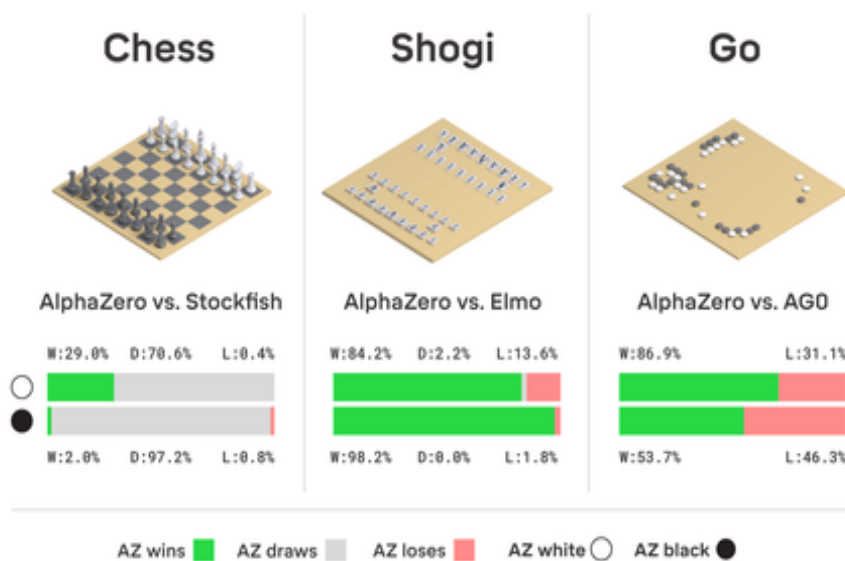 Chess
Shogi
Go
AlphaZero vs. Stockfish
AlphaZero vs. Elmo
AlphaZero vs. AG0
W:29.0% D:70.6% L:0.4%
W:84.2% D:2.2% L:13.6%
W:86.9% L:31.1%
W:2.0% D:97.2% L:0.8%
W:98.2% D:0.0% L:1.8%
W:53.7% L:46.3%
AZ wins AZ draws AZ loses AZ white AZ black